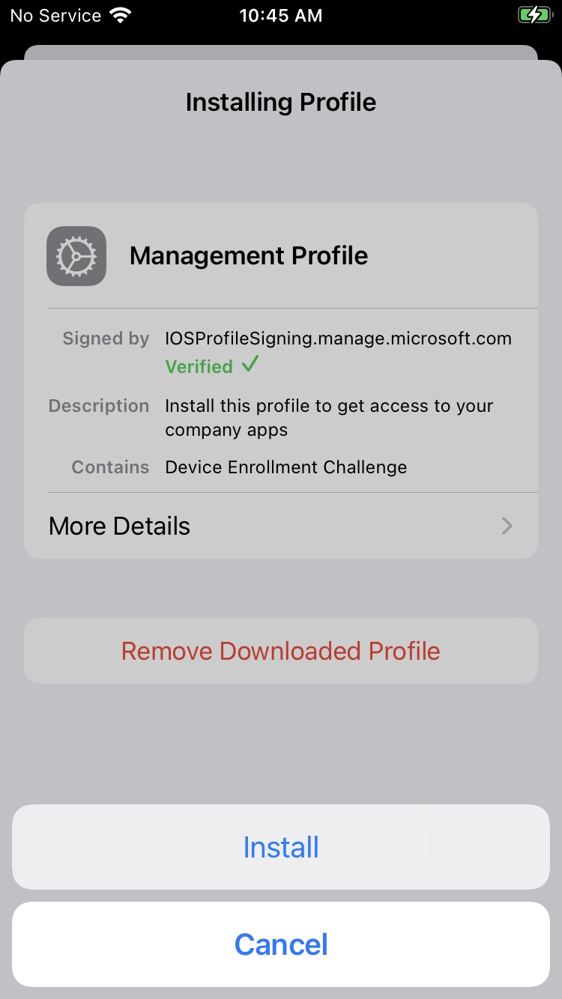 No Service 10:45 AM
Installing Profile
Management Profile
Signed by IOSProfileSigning.manage.microsoft.com
Verified ✓
Description Install this profile to get access to your
company apps
Contains Device Enrollment Challenge
More Details
Remove Downloaded Profile
Install
Cancel